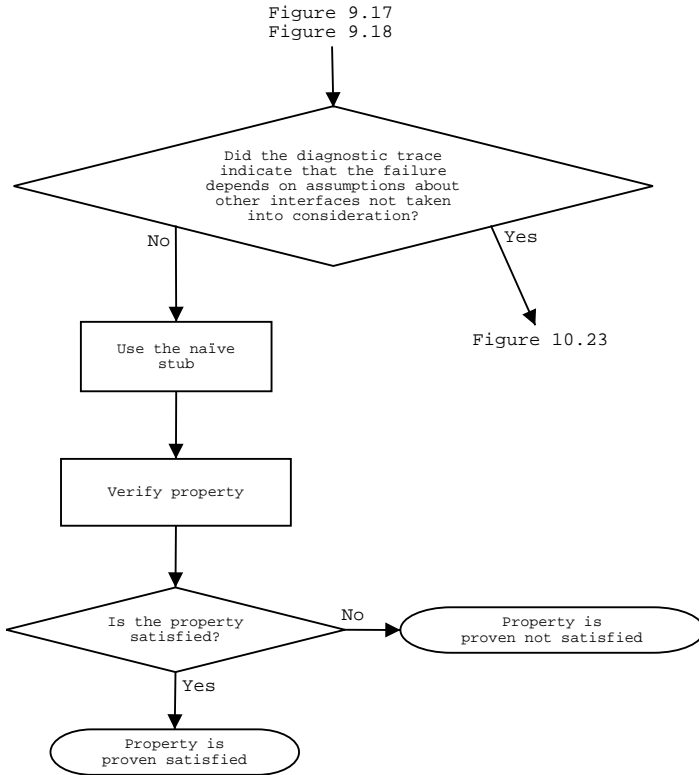 Figure 9.17
Figure 9.18
Did the diagnostic trace
indicate that the failure
depends on assumptions about
other interfaces not taken
into consideration?
No
Yes
Use the naïve
stub
Figure 10.23
Verify property
Is the property
satisfied?
No
Property is
proven not satisfied
Yes
Property is
proven satisfied